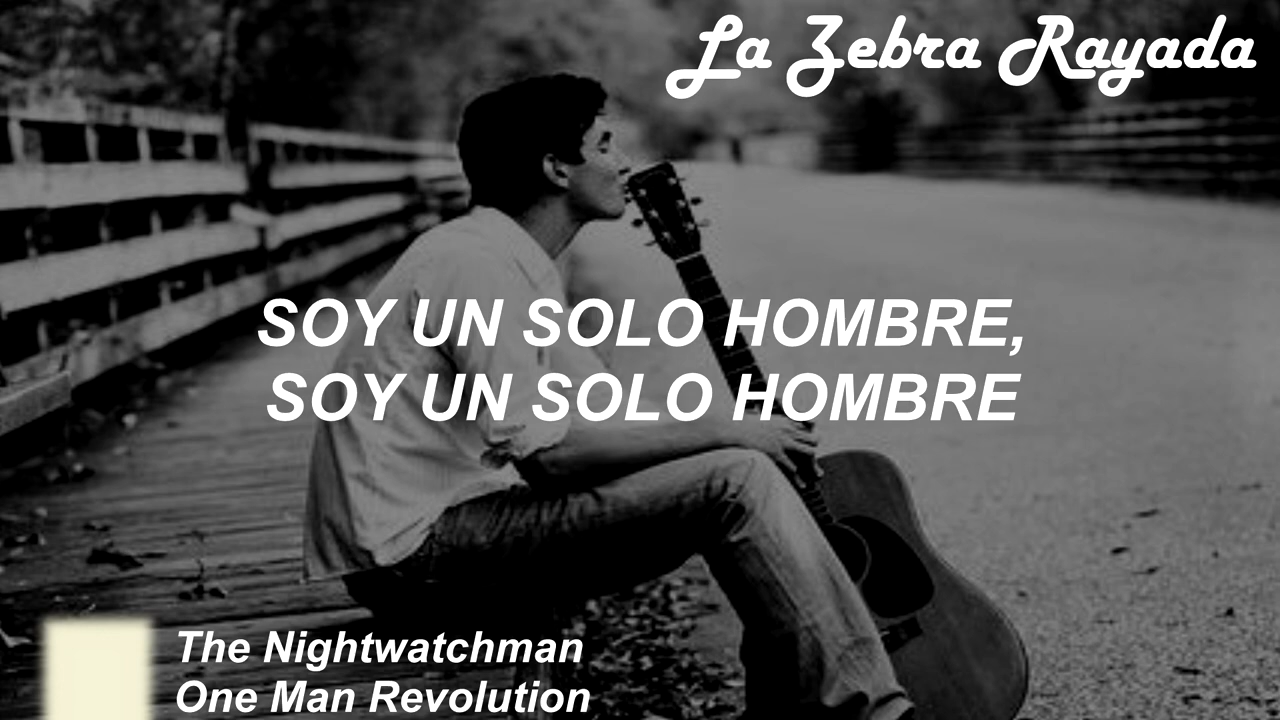 La Zebra Rayada
SOY UN SOLO HOMBRE,
SOY UN SOLO HOMBRE
The Nightwatchman
One Man Revolution